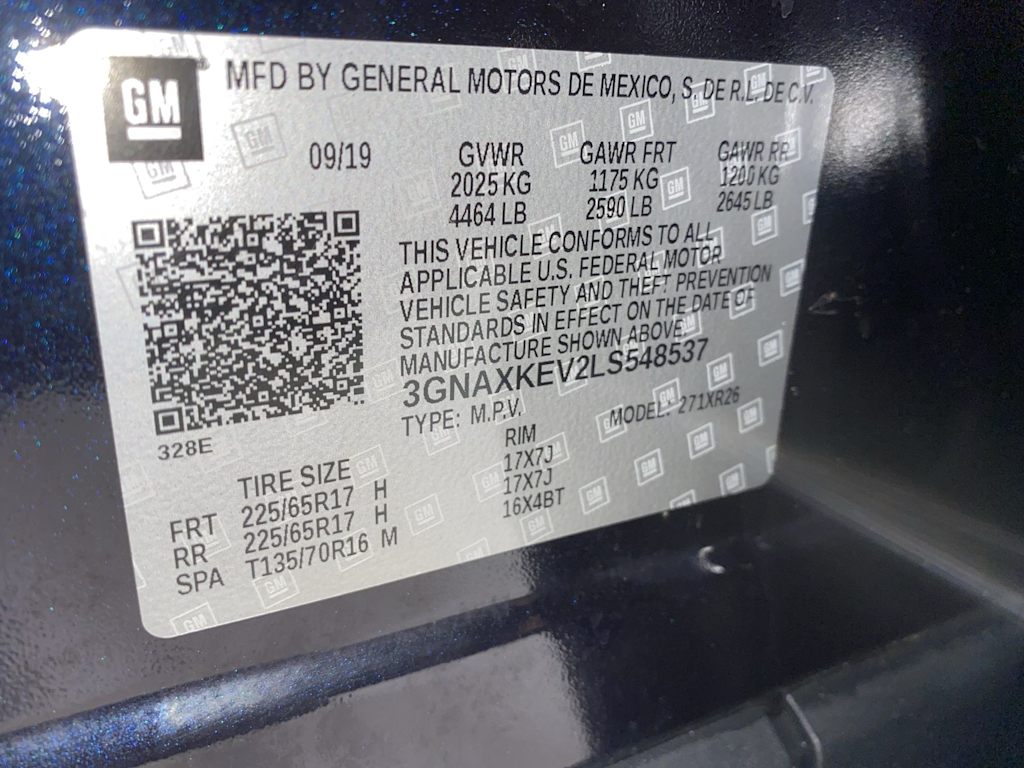 GM
MFD BY GENERAL MOTORS DE MEXICO, S. DE R.L. DE C.V.
09/19 GVWR GAWR FRT GAWR RR
2025 KG 1175 KG 1200 KG
4464 LB 2590 LB 2645 LB
THIS VEHICLE CONFORMS TO ALL
APPLICABLE U.S. FEDERAL MOTOR
VEHICLE SAFETY AND THEFT PREVENTION
STANDARDS IN EFFECT ON THE DATE OF
MANUFACTURE SHOWN ABOVE.
3GNAXKEV2LS548537
TYPE: M.P.V. MODEL: 271XR26
328E
TIRE SIZE RIM
FRT 225/65R17 H 17X7J
RR 225/65R17 H 17X7J
SPA T135/70R16 M 16X4BT